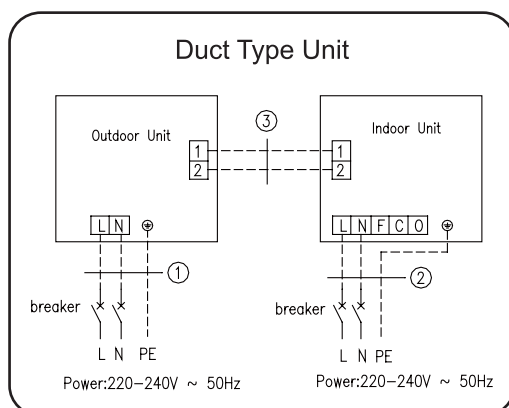 Duct Type Unit
Outdoor Unit
1
2
L N
③
Indoor Unit
1
2
L N F C O
①
breaker
L N PE
Power:220-240V ~ 50Hz
②
breaker
L N PE
Power:220-240V ~ 50Hz